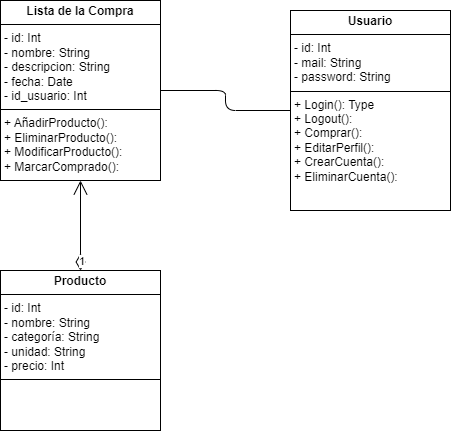 Lista de la Compra
- id: Int
- nombre: String
- descripcion: String
- fecha: Date
- id_usuario: Int
+ AñadirProducto():
+ EliminarProducto():
+ ModificarProducto():
+ MarcarComprado():
Usuario
- id: Int
- mail: String
- password: String
+ Login(): Type
+ Logout():
+ Comprar():
+ EditarPerfil():
+ CrearCuenta():
+ EliminarCuenta():
1
Producto
- id: Int
- nombre: String
- categoría: String
- unidad: String
- precio: Int